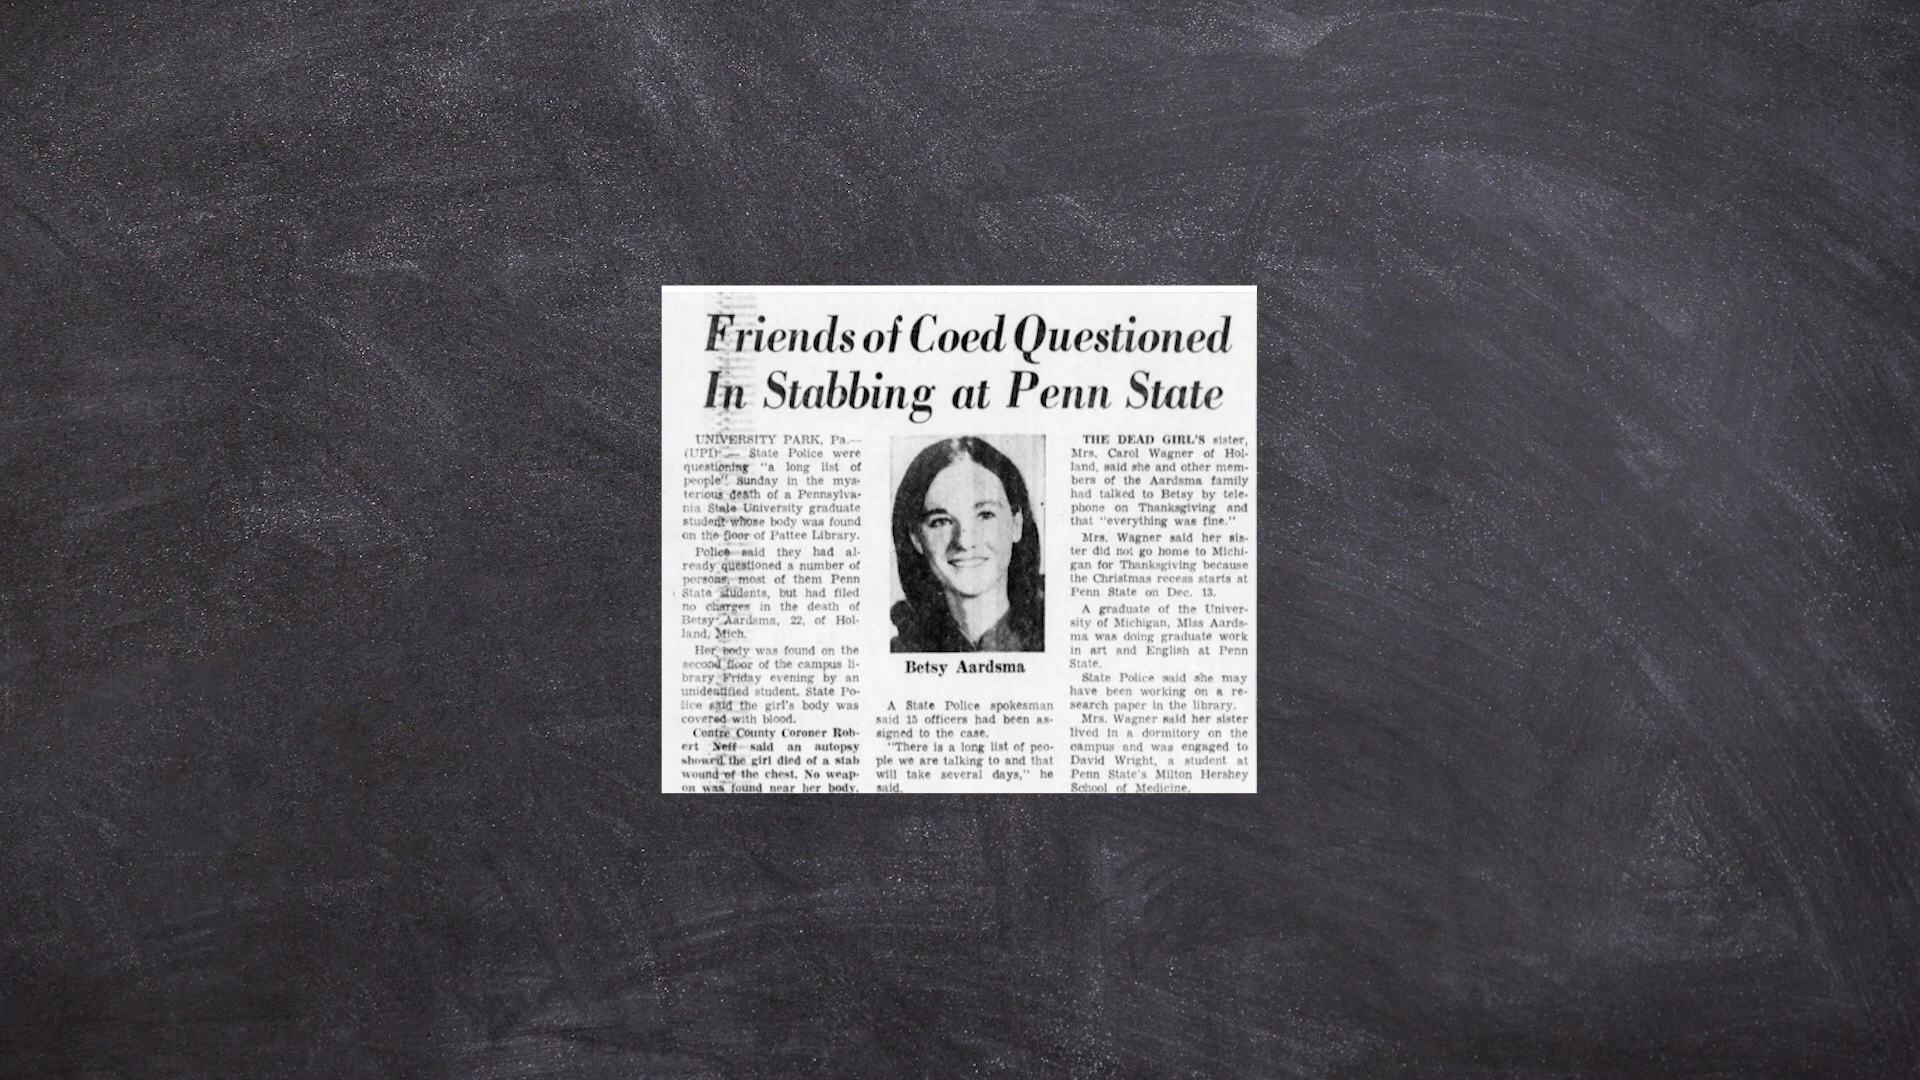 Friends of Coed Questioned
In Stabbing at Penn State
UNIVERSITY PARK, Pa.—
(UPI) — State Police were
questioning "a long list of
people" Sunday in the mys-
terious death of a Pennsylva-
nia State University graduate
student whose body was found
on the floor of Pattee Library.
Police said they had al-
ready questioned a number of
persons, most of them Penn
State students, but had filed
no charges in the death of
Betsy Aardsma, 22, of Hol-
land, Mich.
Her body was found on the
second floor of the campus li-
brary Friday evening by an
unidentified student. State Po-
lice said the girl's body was
covered with blood.
Centre County Coroner Rob-
ert Neff said an autopsy
showed the girl died of a stab
wound of the chest. No weap-
on was found near her body.
Betsy Aardsma
A State Police spokesman
said 15 officers had been as-
signed to the case.
"There is a long list of peo-
ple we are talking to and that
will take several days," he
said.
THE DEAD GIRL'S sister,
Mrs. Carol Wagner of Hol-
land, said she and other mem-
bers of the Aardsma family
had talked to Betsy by tele-
phone on Thanksgiving and
that "everything was fine."
Mrs. Wagner said her sis-
ter did not go home to Michi-
gan for Thanksgiving because
the Christmas recess starts at
Penn State on Dec. 13.
A graduate of the Univer-
sity of Michigan, Miss Aards-
ma was doing graduate work
in art and English at Penn
State.
State Police said she may
have been working on a re-
search paper in the library.
Mrs. Wagner said her sister
lived in a dormitory on the
campus and was engaged to
David Wright, a student at
Penn State's Milton Hershey
School of Medicine.